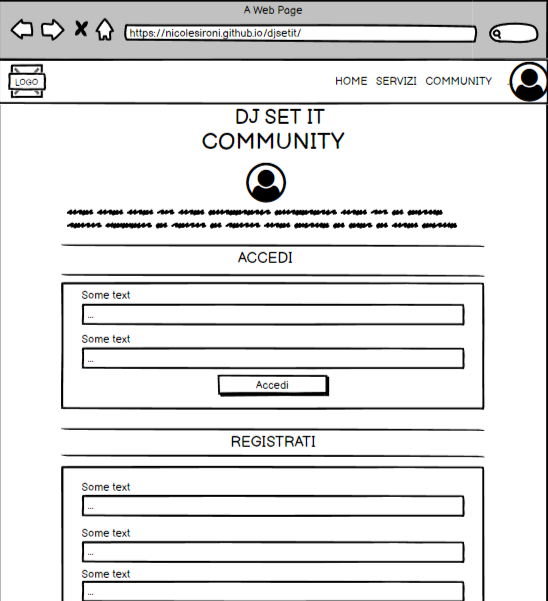 A Web Page
https://nicolesironi.github.io/djsetit/
LOGO
HOME SERVIZI COMMUNITY
DJ SET IT
COMMUNITY
ACCEDI
Some text
...
Some text
...
Accedi
REGISTRATI
Some text
...
Some text
...
Some text
...